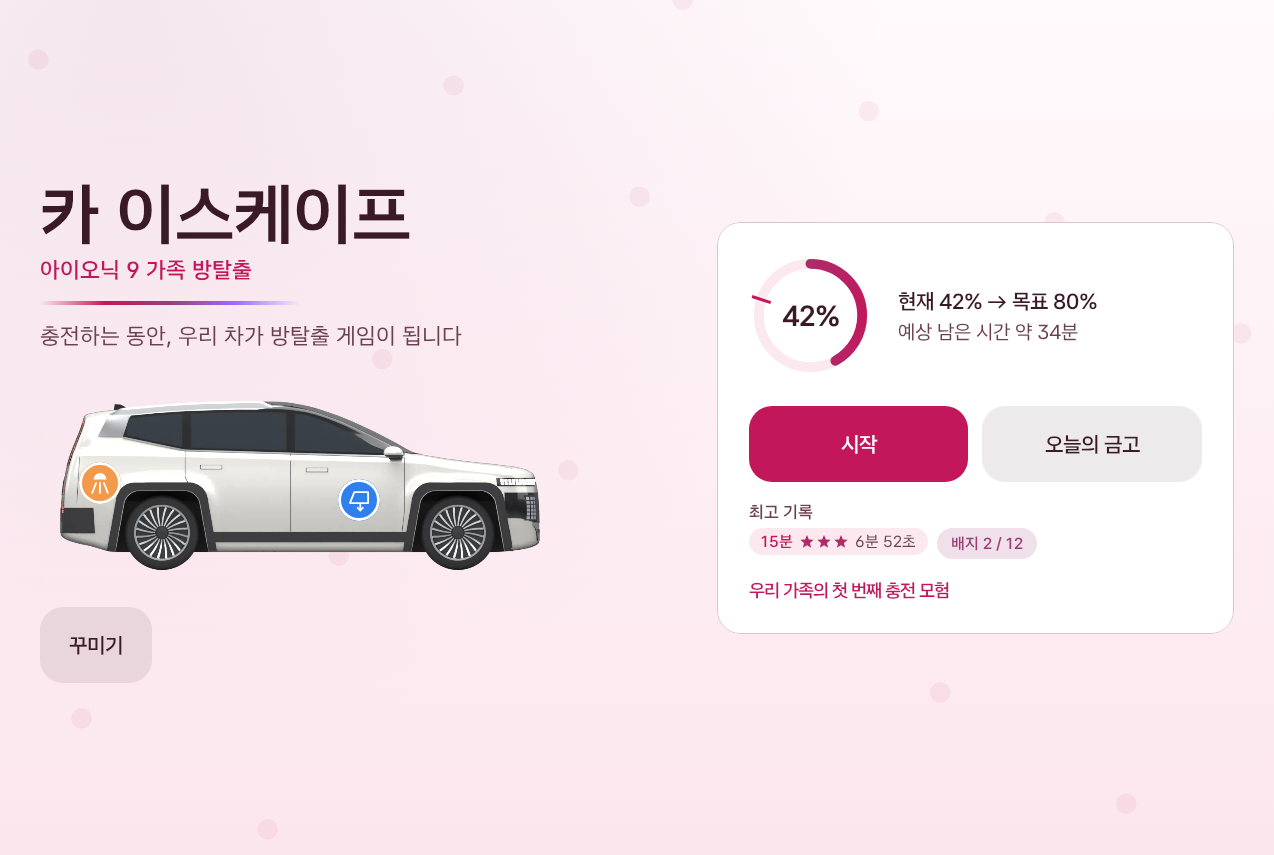 카 이스케이프
아이오닉 9 가족 방탈출
충전하는 동안, 우리 차가 방탈출 게임이 됩니다
꾸미기
42%
현재 42% → 목표 80%
예상 남은 시간 약 34분
시작
오늘의 금고
최고 기록
15분 ★★★ 6분 52초
배지 2 / 12
우리 가족의 첫 번째 충전 모험